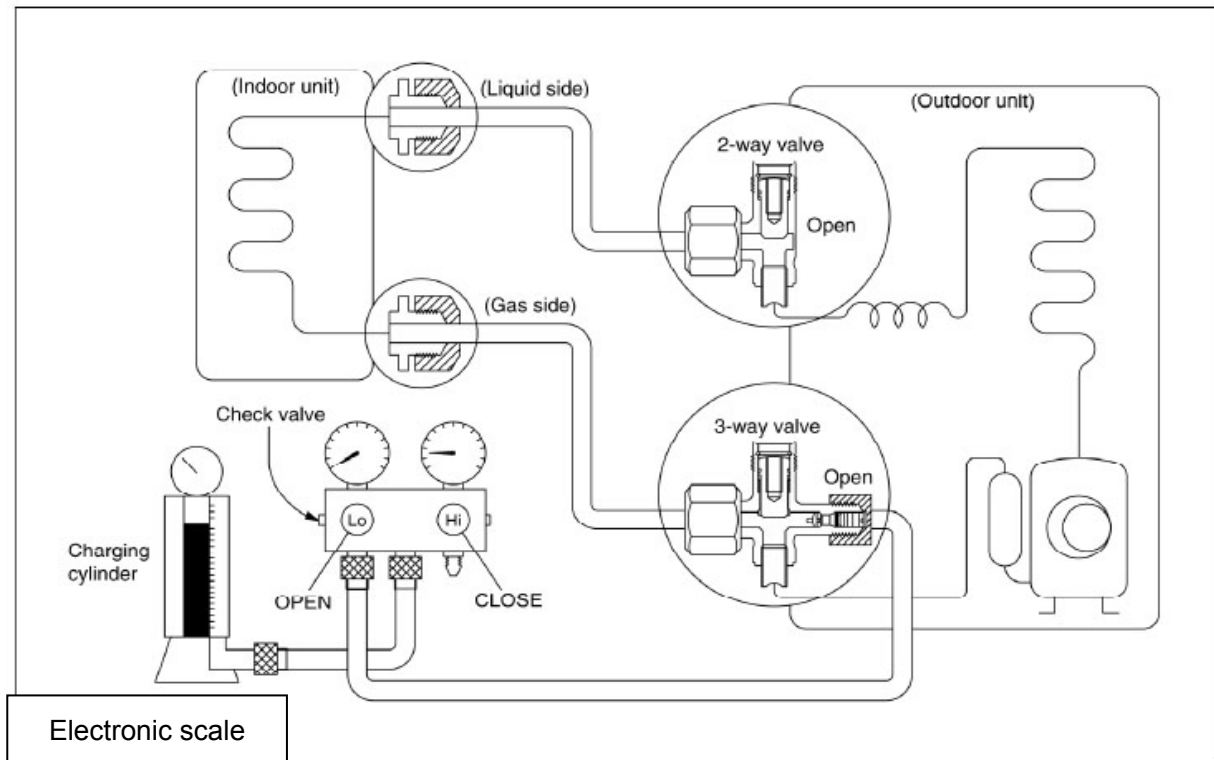 (Indoor unit)
(Liquid side)
(Outdoor unit)
2-way valve
Open
(Gas side)
Check valve
3-way valve
Open
Lo
Hi
Charging
cylinder
OPEN
CLOSE
Electronic scale